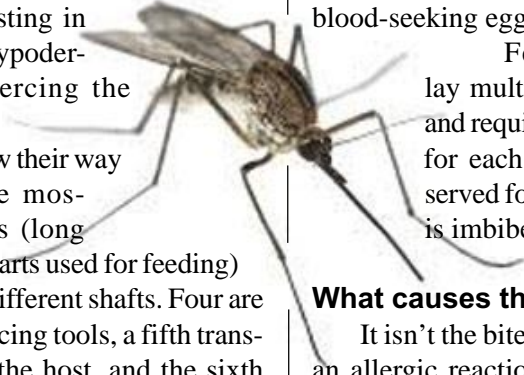 sting in
ypoder-
ercing the
w their way
e mos-
s (long
arts used for feeding)
ifferent shafts. Four are
cing tools, a fifth trans-
the host, and the sixth
blood-seeking egg
Fe
lay mult
and requi
for each
served fo
is imbibe
What causes th
It isn’t the bite
an allergic reaction